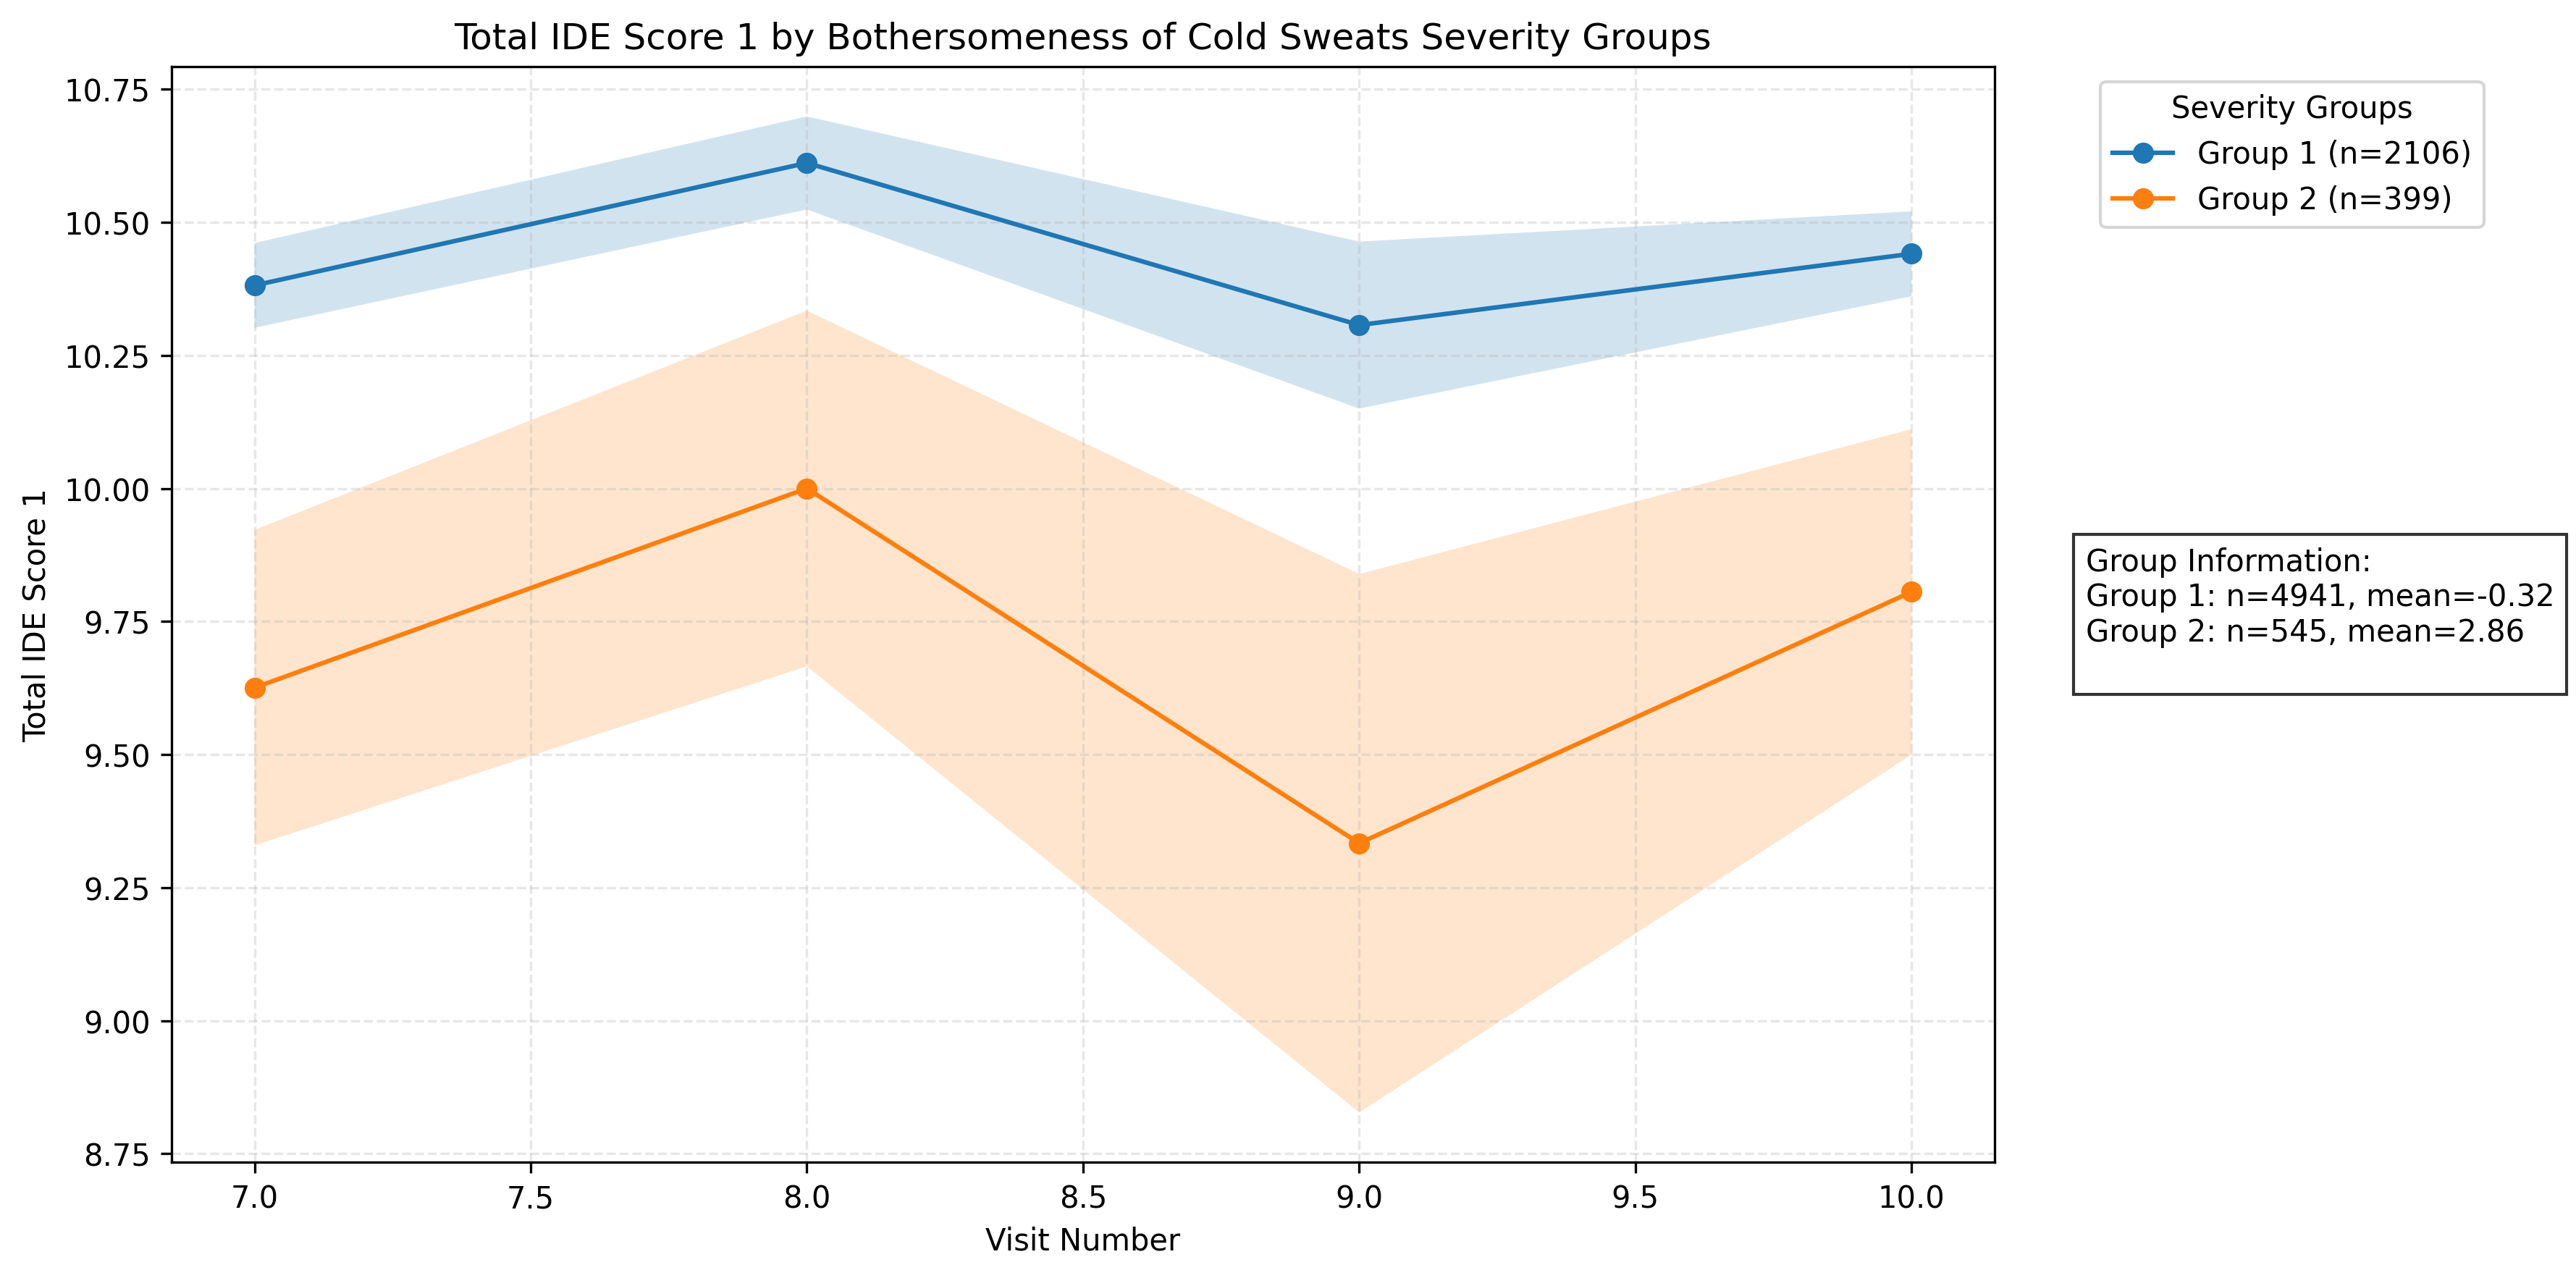 Total IDE Score 1 by Bothersomeness of Cold Sweats Severity Groups
Total IDE Score 1
10.75
10.50
10.25
10.00
9.75
9.50
9.25
9.00
8.75
7.0
7.5
8.0
8.5
9.0
9.5
10.0
Visit Number
Severity Groups
Group 1 (n=2106)
Group 2 (n=399)
Group Information:
Group 1: n=4941, mean=-0.32
Group 2: n=545, mean=2.86